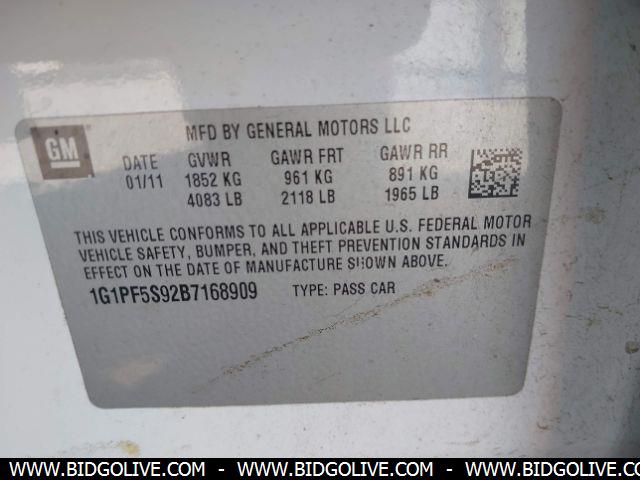 GM
MFD BY GENERAL MOTORS LLC
DATE GVWR GAWR FRT GAWR RR
01/11 1852 KG 961 KG 891 KG
4083 LB 2118 LB 1965 LB
THIS VEHICLE CONFORMS TO ALL APPLICABLE U.S. FEDERAL MOTOR
VEHICLE SAFETY, BUMPER, AND THEFT PREVENTION STANDARDS IN
EFFECT ON THE DATE OF MANUFACTURE SHOWN ABOVE.
1G1PF5S92B7168909 TYPE: PASS CAR
WWW.BIDGOLIVE.COM - WWW.BIDGOLIVE.COM - WWW.BIDGOLIVE.COM